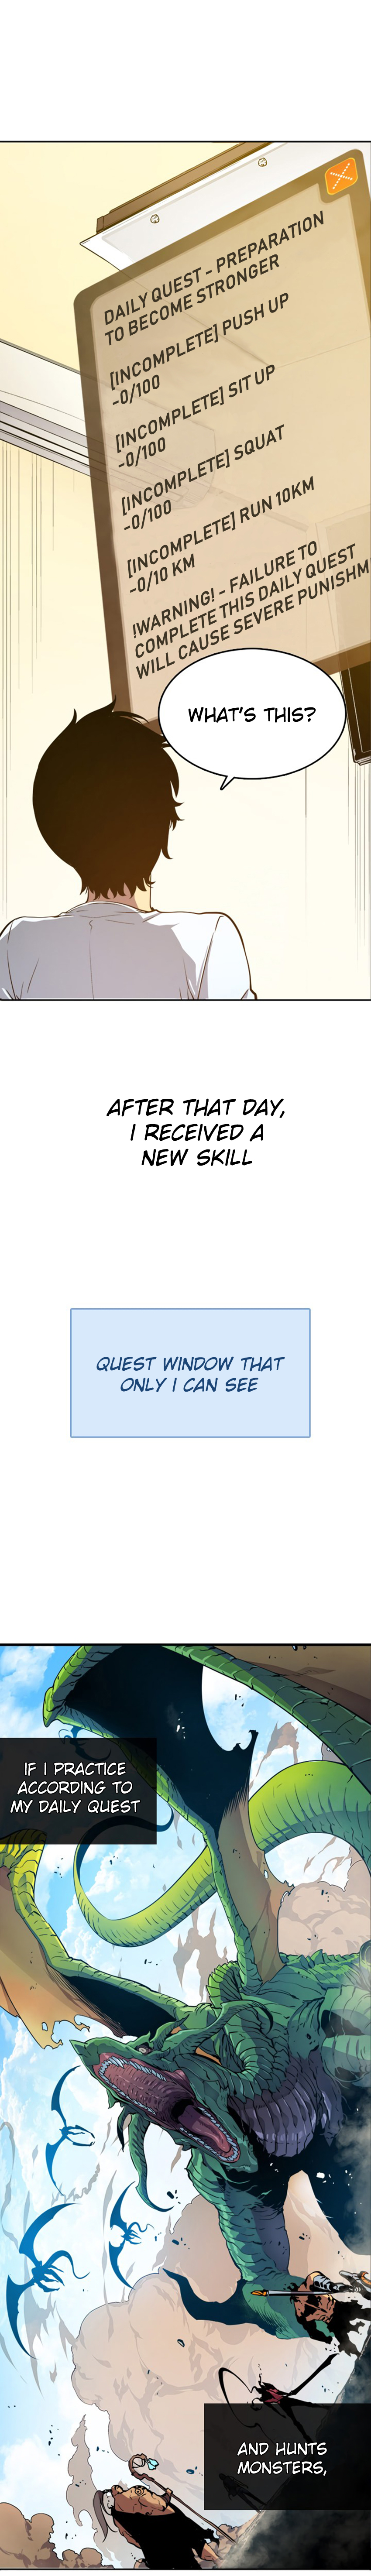 DAILY QUEST - PREPARATION
TO BECOME STRONGER
[INCOMPLETE] PUSH UP
-0/100
[INCOMPLETE] SIT UP
-0/100
[INCOMPLETE] SQUAT
-0/100
[INCOMPLETE] RUN 10KM
-0/10 KM
!WARNING! - FAILURE TO
COMPLETE THIS DAILY QUEST
WILL CAUSE SEVERE PUNISHM
WHAT'S THIS?
AFTER THAT DAY,
I RECEIVED A
NEW SKILL
QUEST WINDOW THAT
ONLY I CAN SEE
IF I PRACTICE
ACCORDING TO
MY DAILY QUEST
AND HUNTS
MONSTERS,